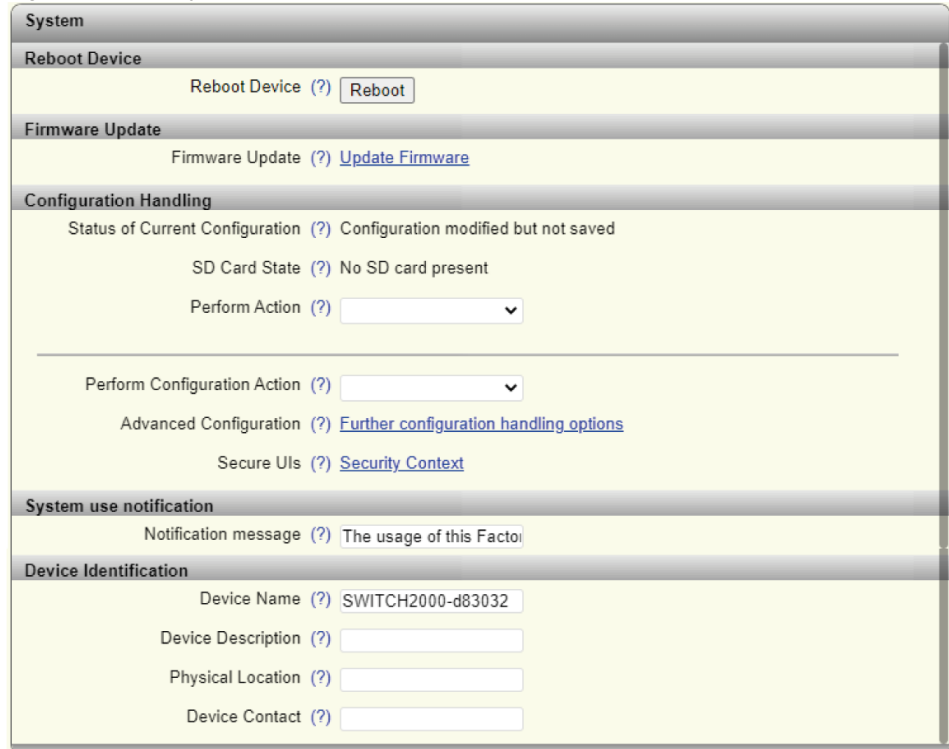 System
Reboot Device
Reboot Device (?) Reboot
Firmware Update
Firmware Update (?) Update Firmware
Configuration Handling
Status of Current Configuration (?) Configuration modified but not saved
SD Card State (?) No SD card present
Perform Action (?)
Perform Configuration Action (?)
Advanced Configuration (?) Further configuration handling options
Secure UIs (?) Security Context
System use notification
Notification message (?) The usage of this Factor
Device Identification
Device Name (?) SWITCH2000-d83032
Device Description (?)
Physical Location (?)
Device Contact (?)